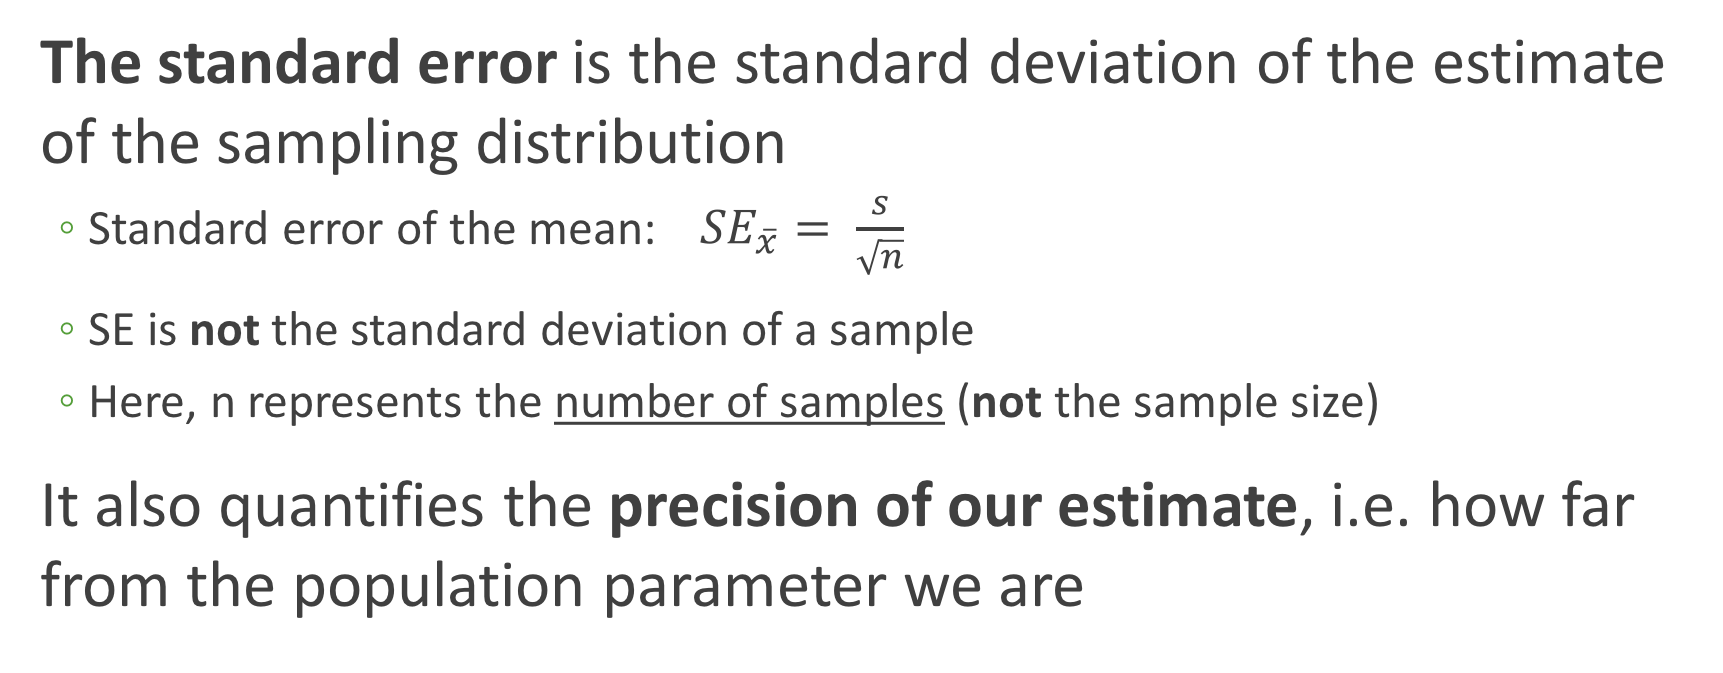 The standard error is the standard deviation of the estimate
of the sampling distribution
◦ Standard error of the mean: SE_x̄ = s/√n
◦ SE is not the standard deviation of a sample
◦ Here, n represents the number of samples (not the sample size)
It also quantifies the precision of our estimate, i.e. how far
from the population parameter we are